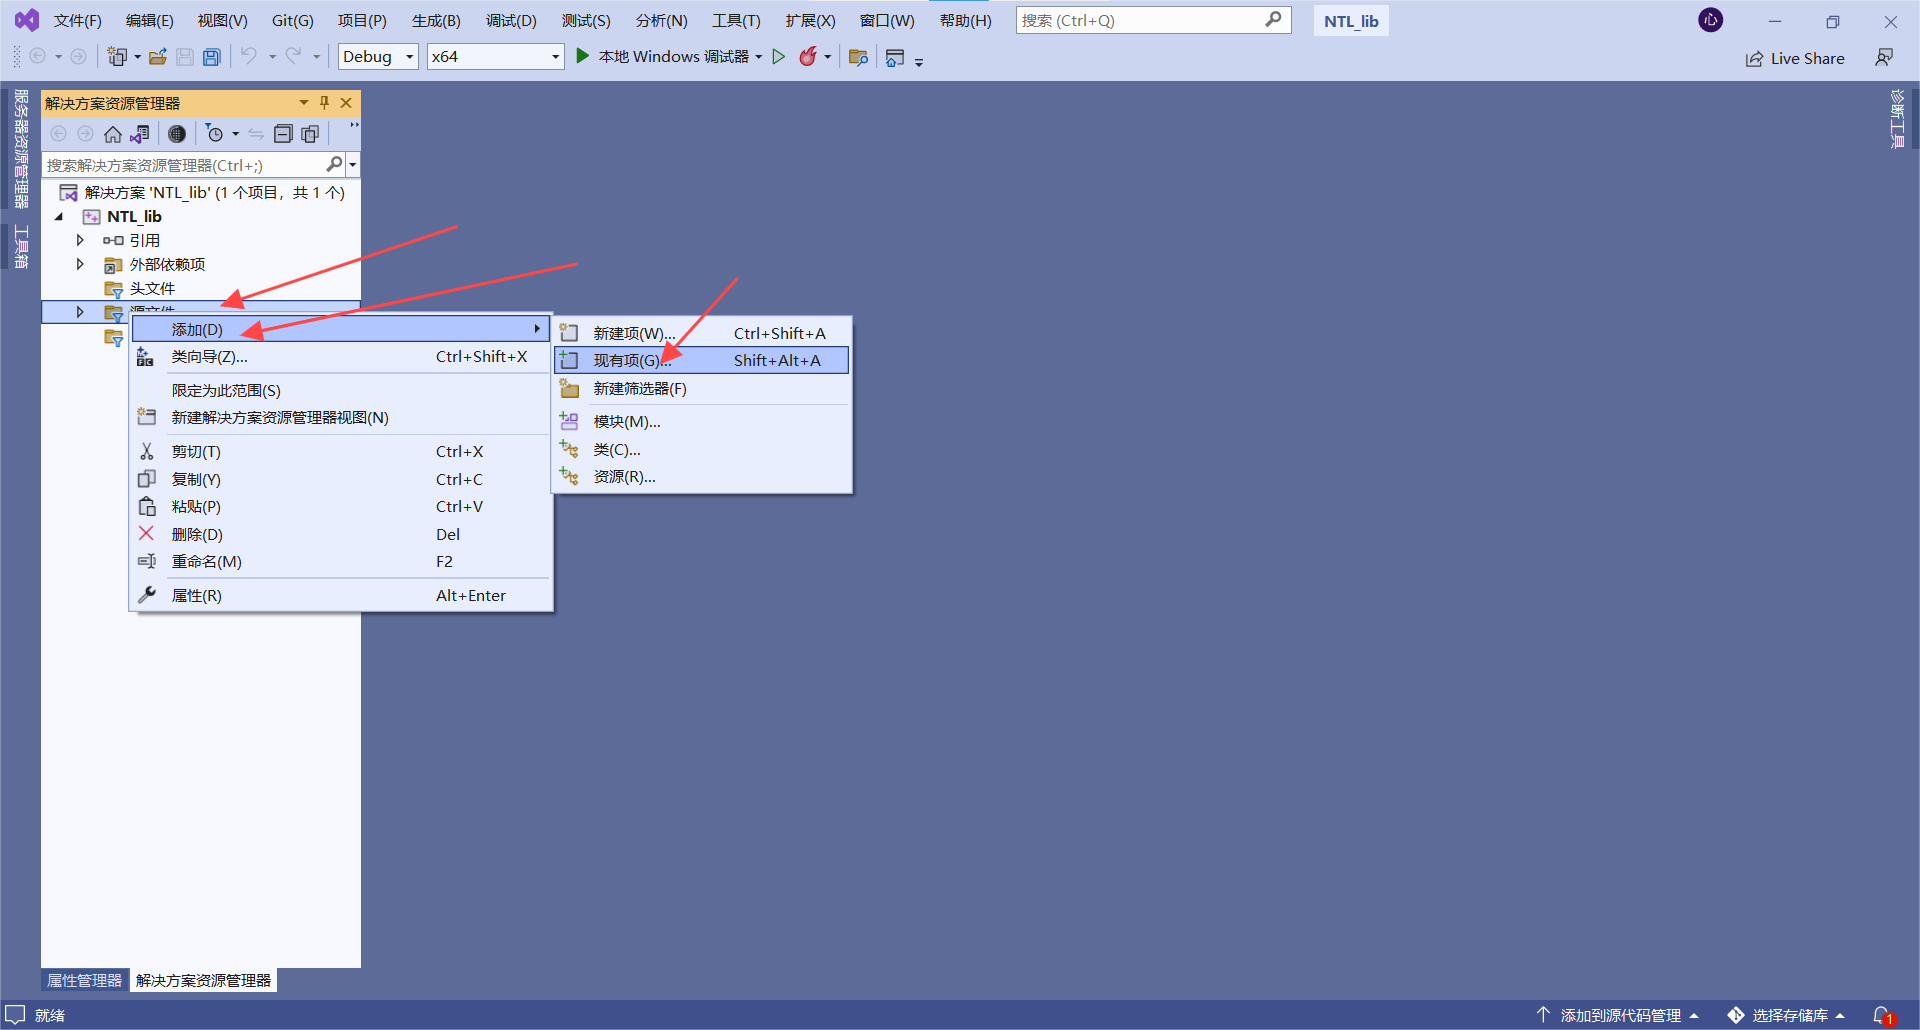 文件(F) 编辑(E) 视图(V) Git(G) 项目(P) 生成(B) 调试(D) 测试(S) 分析(N) 工具(T) 扩展(X) 窗口(W) 帮助(H) 搜索 (Ctrl+Q) NTL_lib
Debug x64 本地 Windows 调试器 Live Share
服务器资源管理器
工具箱
诊断工具
解决方案资源管理器
搜索解决方案资源管理器(Ctrl+;)
解决方案 'NTL_lib' (1 个项目，共 1 个)
NTL_lib
引用
外部依赖项
头文件
源文件
添加(D)
类向导(Z)... Ctrl+Shift+X
限定为此范围(S)
新建解决方案资源管理器视图(N)
剪切(T) Ctrl+X
复制(Y) Ctrl+C
粘贴(P) Ctrl+V
删除(D) Del
重命名(M) F2
属性(R) Alt+Enter
新建项(W)... Ctrl+Shift+A
现有项(G)... Shift+Alt+A
新建筛选器(F)
模块(M)...
类(C)...
资源(R)...
属性管理器 解决方案资源管理器
就绪 添加到源代码管理 选择存储库 1